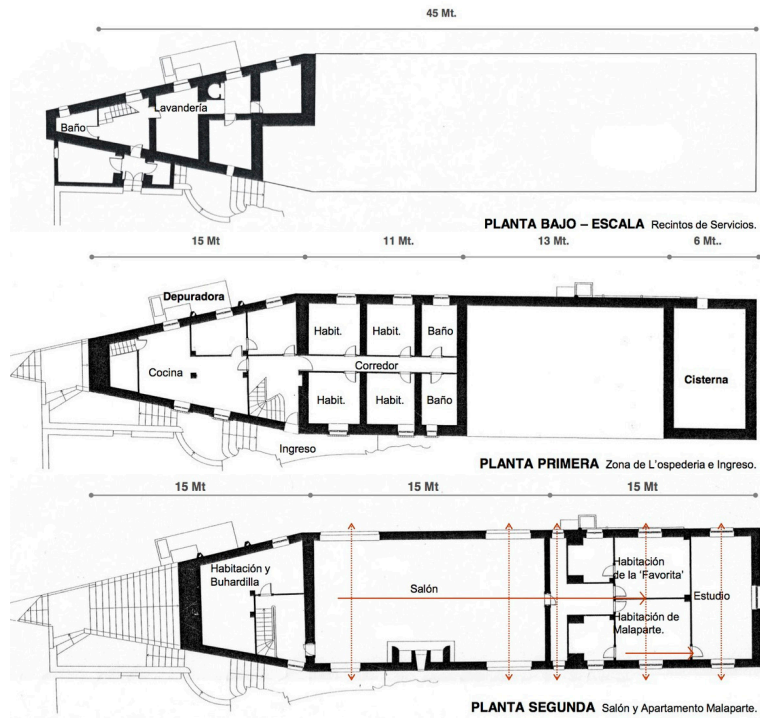 45 Mt.
Lavandería
Baño
PLANTA BAJO – ESCALA Recintos de Servicios.
15 Mt
11 Mt.
13 Mt.
6 Mt..
Depuradora
Habit.
Habit.
Baño
Cocina
Corredor
Cisterna
Habit.
Habit.
Baño
Ingreso
PLANTA PRIMERA Zona de L'ospederia e Ingreso.
15 Mt
15 Mt
15 Mt
Habitación y
Buhardilla
Salón
Habitación
de la 'Favorita'
Estudio
Habitación de
Malaparte.
PLANTA SEGUNDA Salón y Apartamento Malaparte.